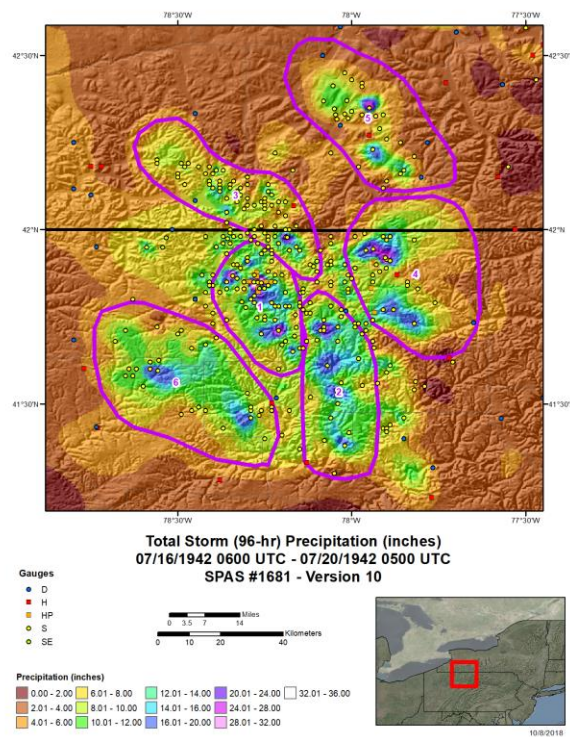 78°30'W 78°W 77°30'W
42°30'N 42°30'N
5
3
42°N 42°N
4
1
6
2
41°30'N 41°30'N
78°30'W 78°W 77°30'W
Total Storm (96-hr) Precipitation (inches)
07/16/1942 0600 UTC - 07/20/1942 0500 UTC
SPAS #1681 - Version 10
Gauges
D
H
HP
S
SE
Miles
0 3.5 7 14
Kilometers
0 10 20 40
Precipitation (inches)
0.00 - 2.00 6.01 - 8.00 12.01 - 14.00 20.01 - 24.00 32.01 - 36.00
2.01 - 4.00 8.01 - 10.00 14.01 - 16.00 24.01 - 28.00
4.01 - 6.00 10.01 - 12.00 16.01 - 20.00 28.01 - 32.00
10/8/2018